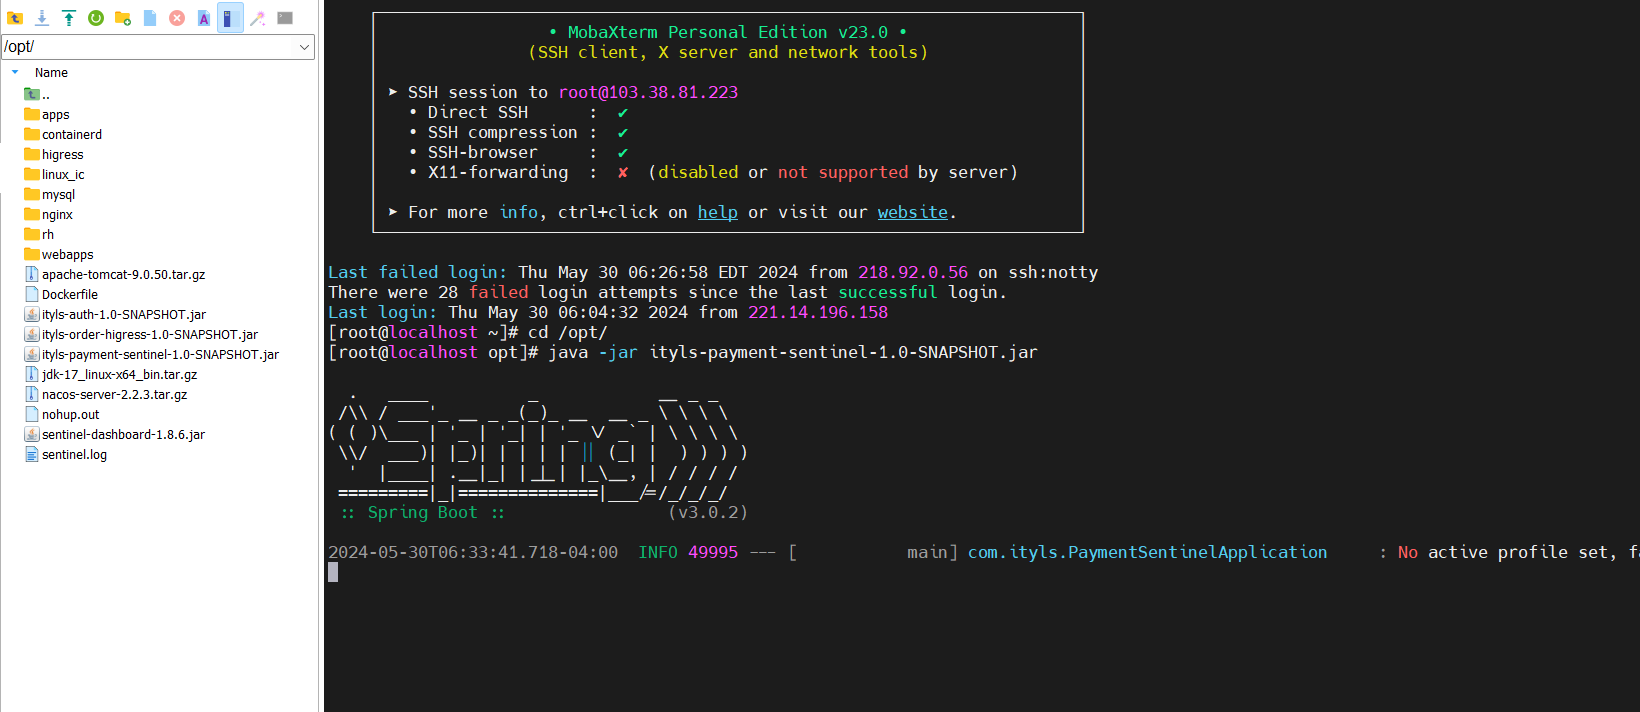 /opt/
Name
..
apps
containerd
higress
linux_ic
mysql
nginx
rh
webapps
apache-tomcat-9.0.50.tar.gz
Dockerfile
ityls-auth-1.0-SNAPSHOT.jar
ityls-order-higress-1.0-SNAPSHOT.jar
ityls-payment-sentinel-1.0-SNAPSHOT.jar
jdk-17_linux-x64_bin.tar.gz
nacos-server-2.2.3.tar.gz
nohup.out
sentinel-dashboard-1.8.6.jar
sentinel.log
• MobaXterm Personal Edition v23.0 •
(SSH client, X server and network tools)
➤ SSH session to root@103.38.81.223
• Direct SSH : ✔
• SSH compression : ✔
• SSH-browser : ✔
• X11-forwarding : ✘ (disabled or not supported by server)
➤ For more info, ctrl+click on help or visit our website.
Last failed login: Thu May 30 06:26:58 EDT 2024 from 218.92.0.56 on ssh:notty
There were 28 failed login attempts since the last successful login.
Last login: Thu May 30 06:04:32 2024 from 221.14.196.158
[root@localhost ~]# cd /opt/
[root@localhost opt]# java -jar ityls-payment-sentinel-1.0-SNAPSHOT.jar
Spring
:: Spring Boot :: (v3.0.2)
2024-05-30T06:33:41.718-04:00 INFO 49995 --- [ main] com.ityls.PaymentSentinelApplication : No active profile set,